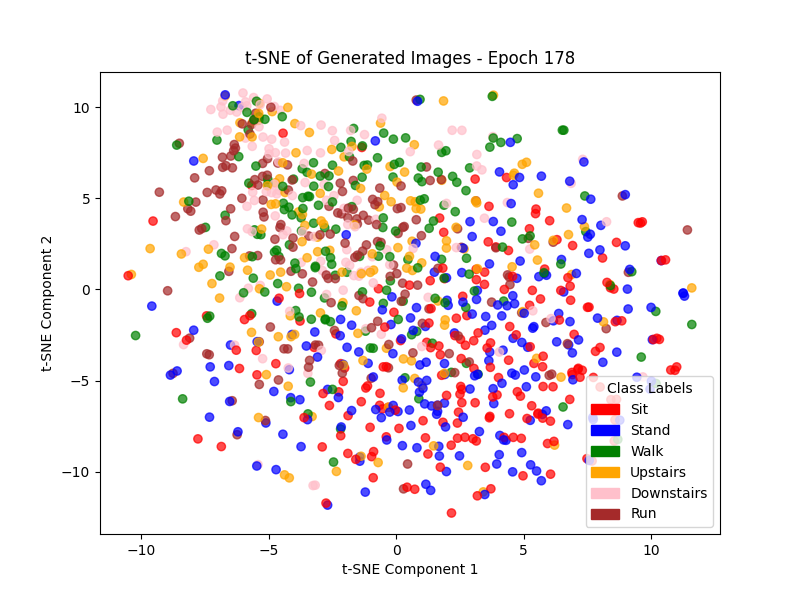 t-SNE of Generated Images - Epoch 178
t-SNE Component 2
10
5
0
−5
−10
−10
−5
0
5
10
t-SNE Component 1
Class Labels
Sit
Stand
Walk
Upstairs
Downstairs
Run